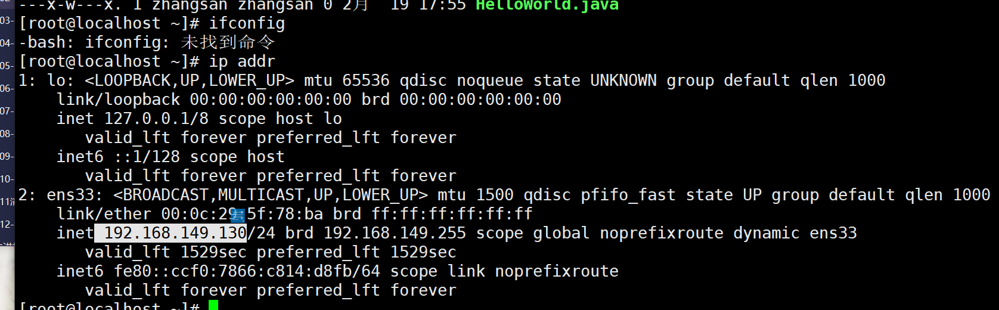 ---x-w---x. 1 zhangsan zhangsan 0 2月  19 17:55 HelloWorld.java
[root@localhost ~]# ifconfig
-bash: ifconfig: 未找到命令
[root@localhost ~]# ip addr
1: lo: <LOOPBACK,UP,LOWER_UP> mtu 65536 qdisc noqueue state UNKNOWN group default qlen 1000
    link/loopback 00:00:00:00:00:00 brd 00:00:00:00:00:00
    inet 127.0.0.1/8 scope host lo
       valid_lft forever preferred_lft forever
    inet6 ::1/128 scope host
       valid_lft forever preferred_lft forever
2: ens33: <BROADCAST,MULTICAST,UP,LOWER_UP> mtu 1500 qdisc pfifo_fast state UP group default qlen 1000
    link/ether 00:0c:29:5f:78:ba brd ff:ff:ff:ff:ff:ff
    inet 192.168.149.130/24 brd 192.168.149.255 scope global noprefixroute dynamic ens33
       valid_lft 1529sec preferred_lft 1529sec
    inet6 fe80::ccf0:7866:c814:d8fb/64 scope link noprefixroute
       valid_lft forever preferred_lft forever
[root@localhost ~]#
03-
04-
05-
06-
07-
08-
09-
10-
11
12-